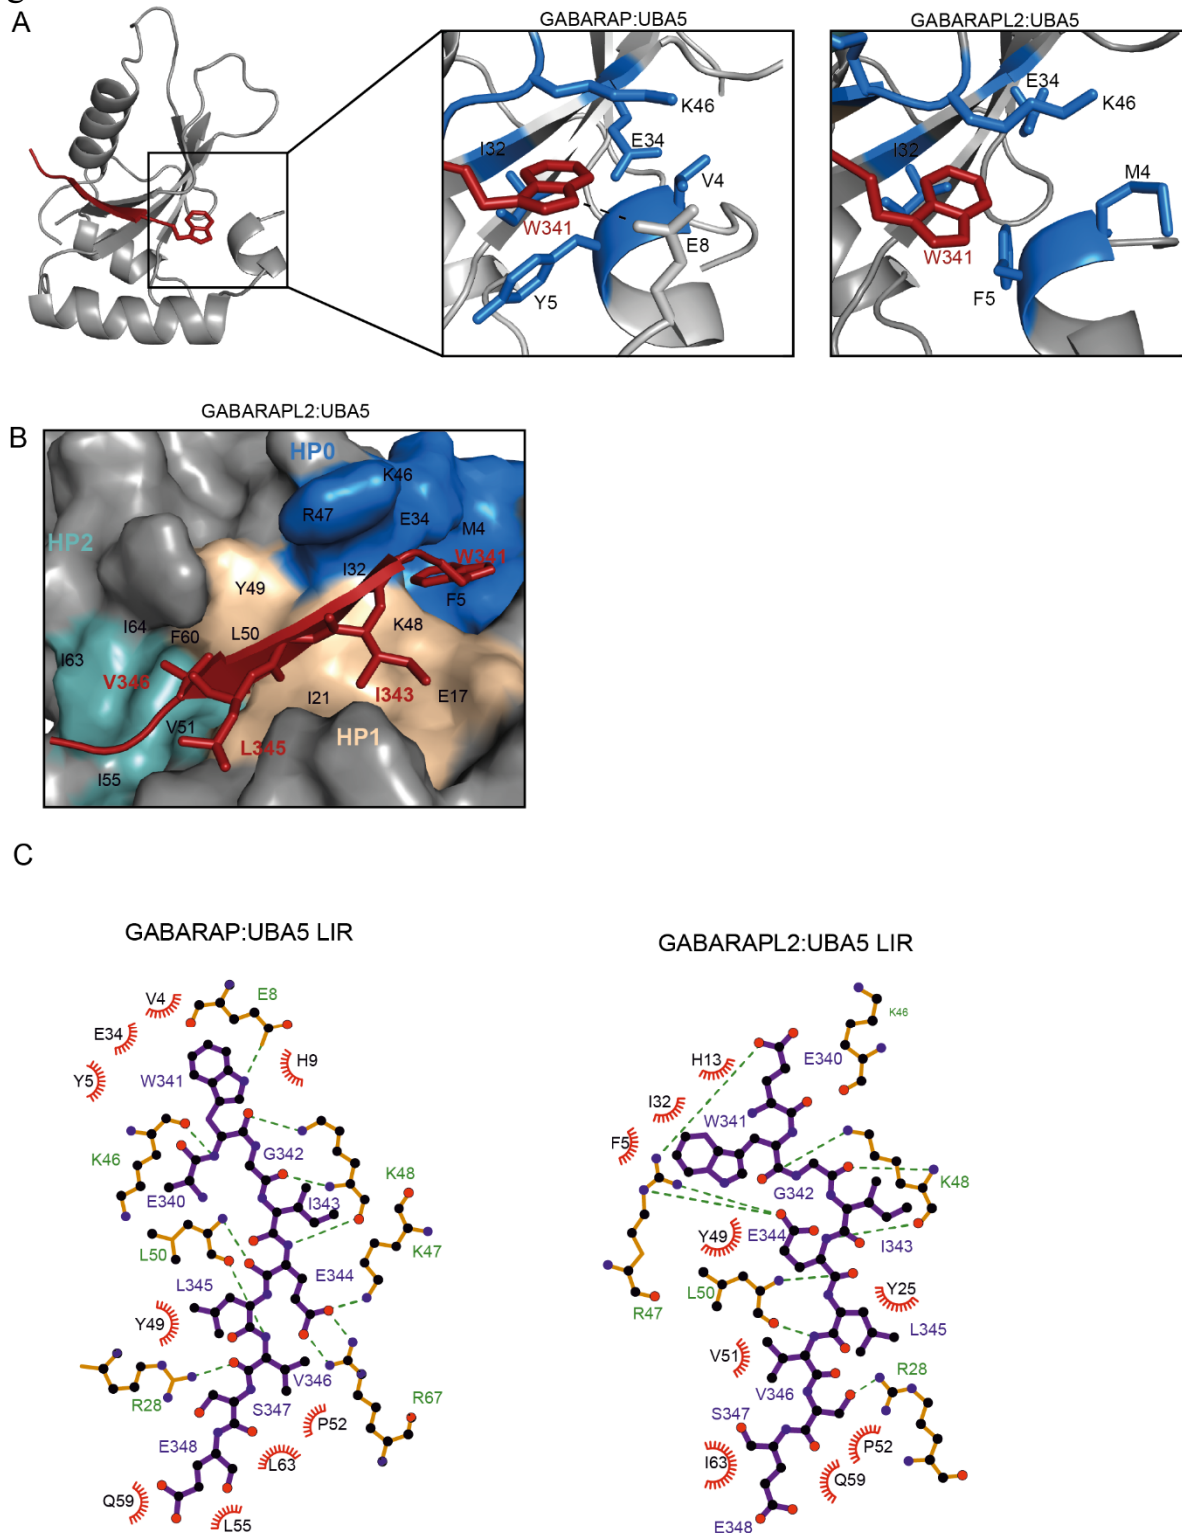 A
GABARAP:UBA5
GABARAPL2:UBA5
K46
E34
I32
V4
W341
E8
Y5
E34
K46
I32
M4
W341
F5
B
GABARAPL2:UBA5
HP0
K46
R47
E34
M4
HP2
W341
I32
Y49
F5
I64
F60
L50
K48
I63
V346
I21
I343
E17
V51
L345
HP1
I55
C
GABARAP:UBA5 LIR
GABARAPL2:UBA5 LIR
V4
E8
E34
H9
Y5
W341
G342
K46
K48
E340
I343
K47
L50
E344
L345
Y49
V346
R28
R67
S347
P52
E348
L63
Q59
L55
K46
H13
E340
I32
W341
F5
K48
G342
Y49
E344
I343
L50
Y25
R47
L345
V51
V346
R28
S347
P52
I63
Q59
E348